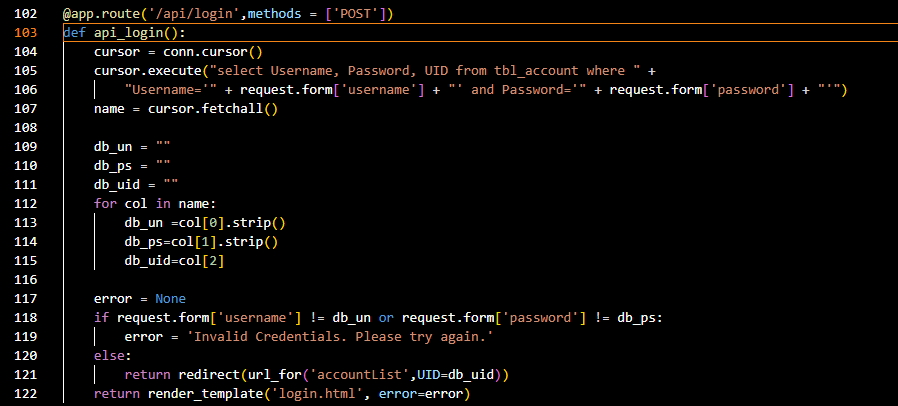 102 @app.route('/api/login',methods = ['POST'])
103 def api_login():
104     cursor = conn.cursor()
105     cursor.execute("select Username, Password, UID from tbl_account where " +
106         "Username='" + request.form['username'] + "' and Password='" + request.form['password'] + "'")
107     name = cursor.fetchall()
108
109     db_un = ""
110     db_ps = ""
111     db_uid = ""
112     for col in name:
113         db_un =col[0].strip()
114         db_ps=col[1].strip()
115         db_uid=col[2]
116
117     error = None
118     if request.form['username'] != db_un or request.form['password'] != db_ps:
119         error = 'Invalid Credentials. Please try again.'
120     else:
121         return redirect(url_for('accountList',UID=db_uid))
122     return render_template('login.html', error=error)